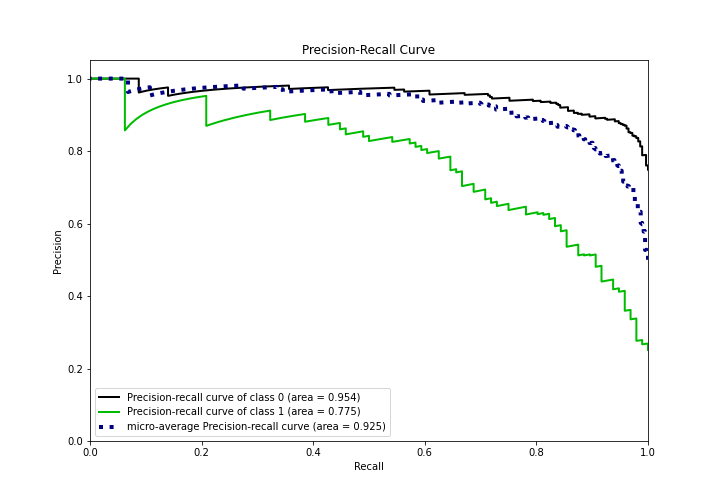 Precision-Recall Curve
1.0
0.8
0.6
0.4
0.2
0.0
Precision
Precision-recall curve of class 0 (area = 0.954)
Precision-recall curve of class 1 (area = 0.775)
micro-average Precision-recall curve (area = 0.925)
0.0 0.2 0.4 0.6 0.8 1.0
Recall